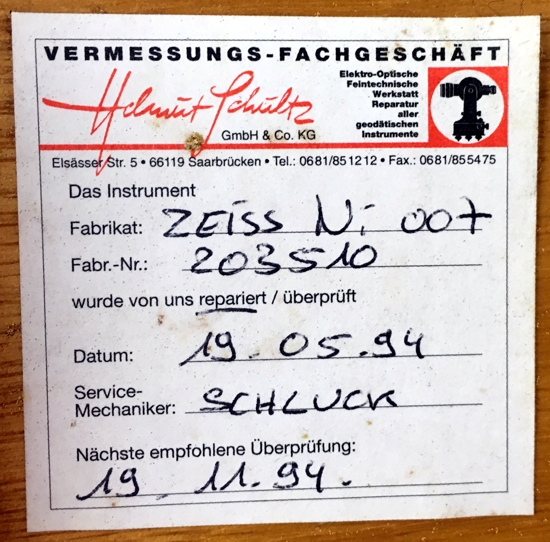 VERMESSUNGS-FACHGESCHÄFT
Helmut Schultz
GmbH & Co. KG
Elektro-Optische
Feintechnische
Werkstatt
Reparatur
aller
geodätischen
Instrumente
Elsässer Str. 5 • 66119 Saarbrücken • Tel.: 0681/851212 • Fax.: 0681/855475
Das Instrument
Fabrikat: ZEISS Ni 007
Fabr.-Nr.: 203510
wurde von uns repariert / überprüft
Datum: 19.05.94
Service-
Mechaniker: SCHLUCK
Nächste empfohlene Überprüfung:
19 11.94.